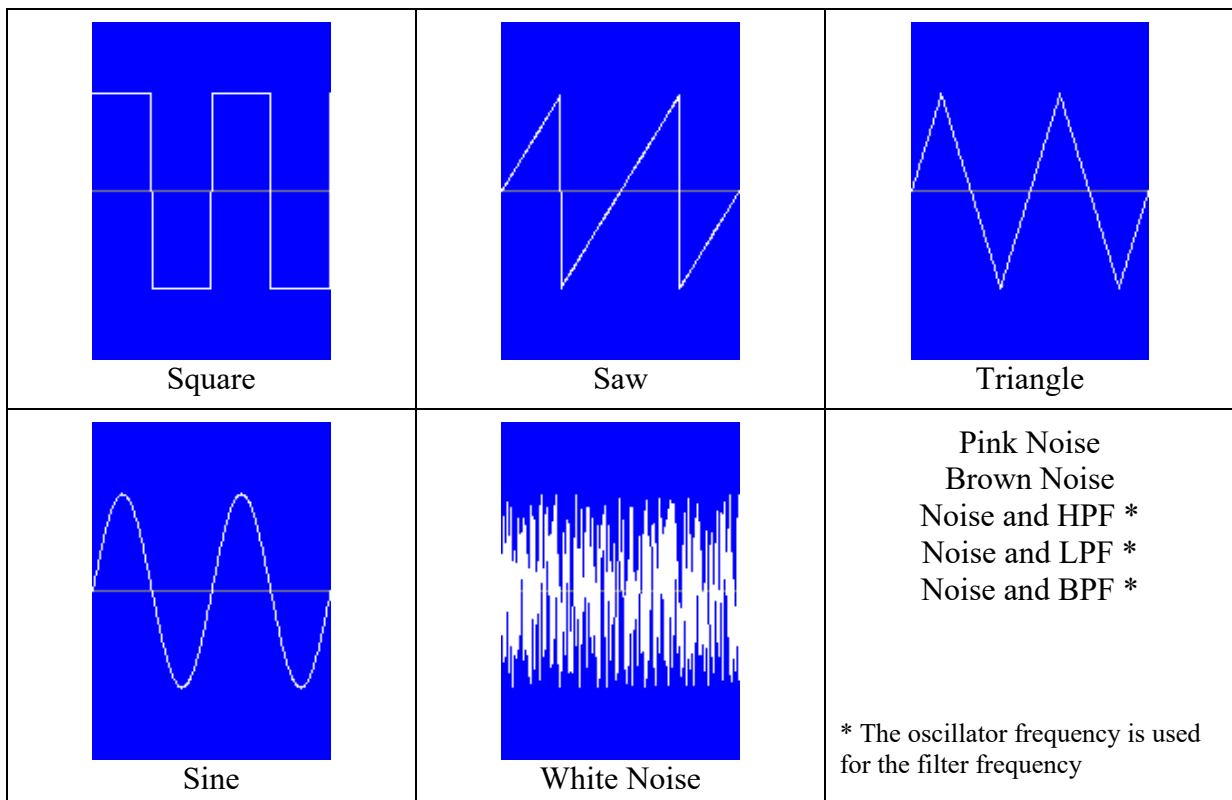 Square
Saw
Triangle
Sine
White Noise
Pink Noise
Brown Noise
Noise and HPF *
Noise and LPF *
Noise and BPF *
* The oscillator frequency is used
for the filter frequency